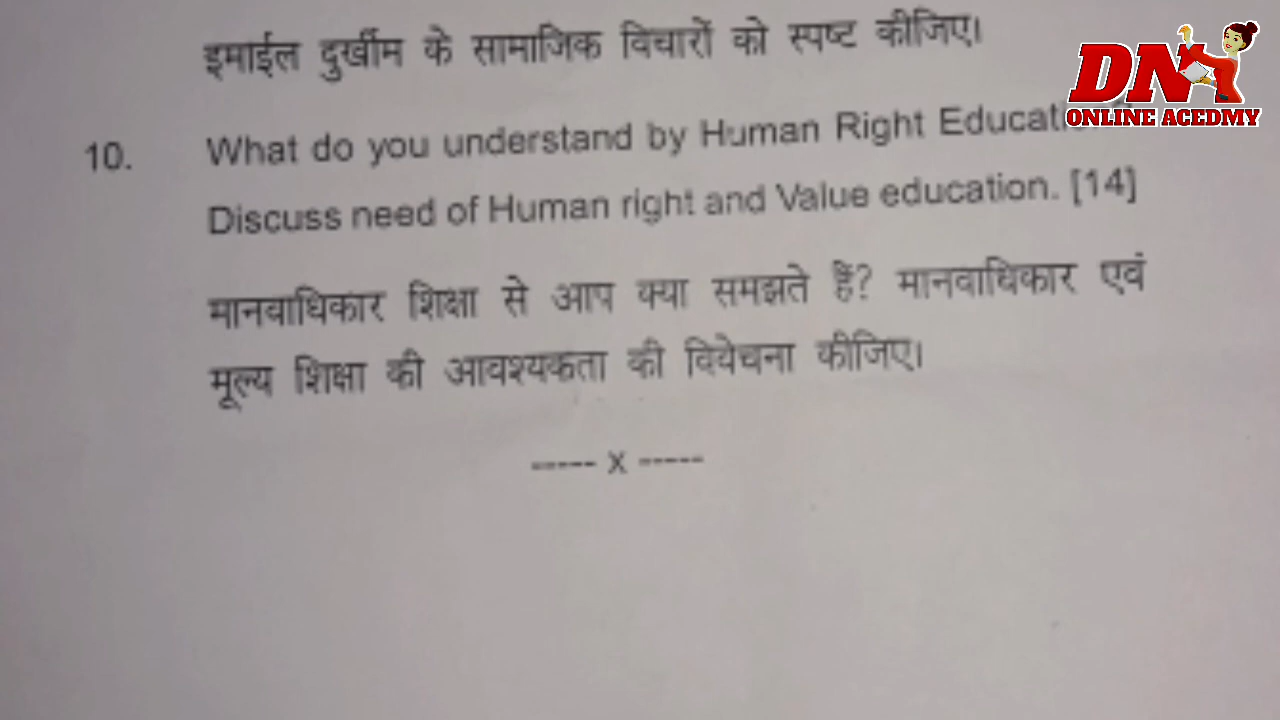 इमाईल दुर्खीम के सामाजिक विचारों को स्पष्ट कीजिए।
DN
ONLINE ACEDMY
10. What do you understand by Human Right
Discuss need of Human right and Value education. [14]
मानवाधिकार शिक्षा से आप क्या समझते हैं? मानवाधिकार एवं
मूल्य शिक्षा की आवश्यकता की विवेचना कीजिए।
----- x -----